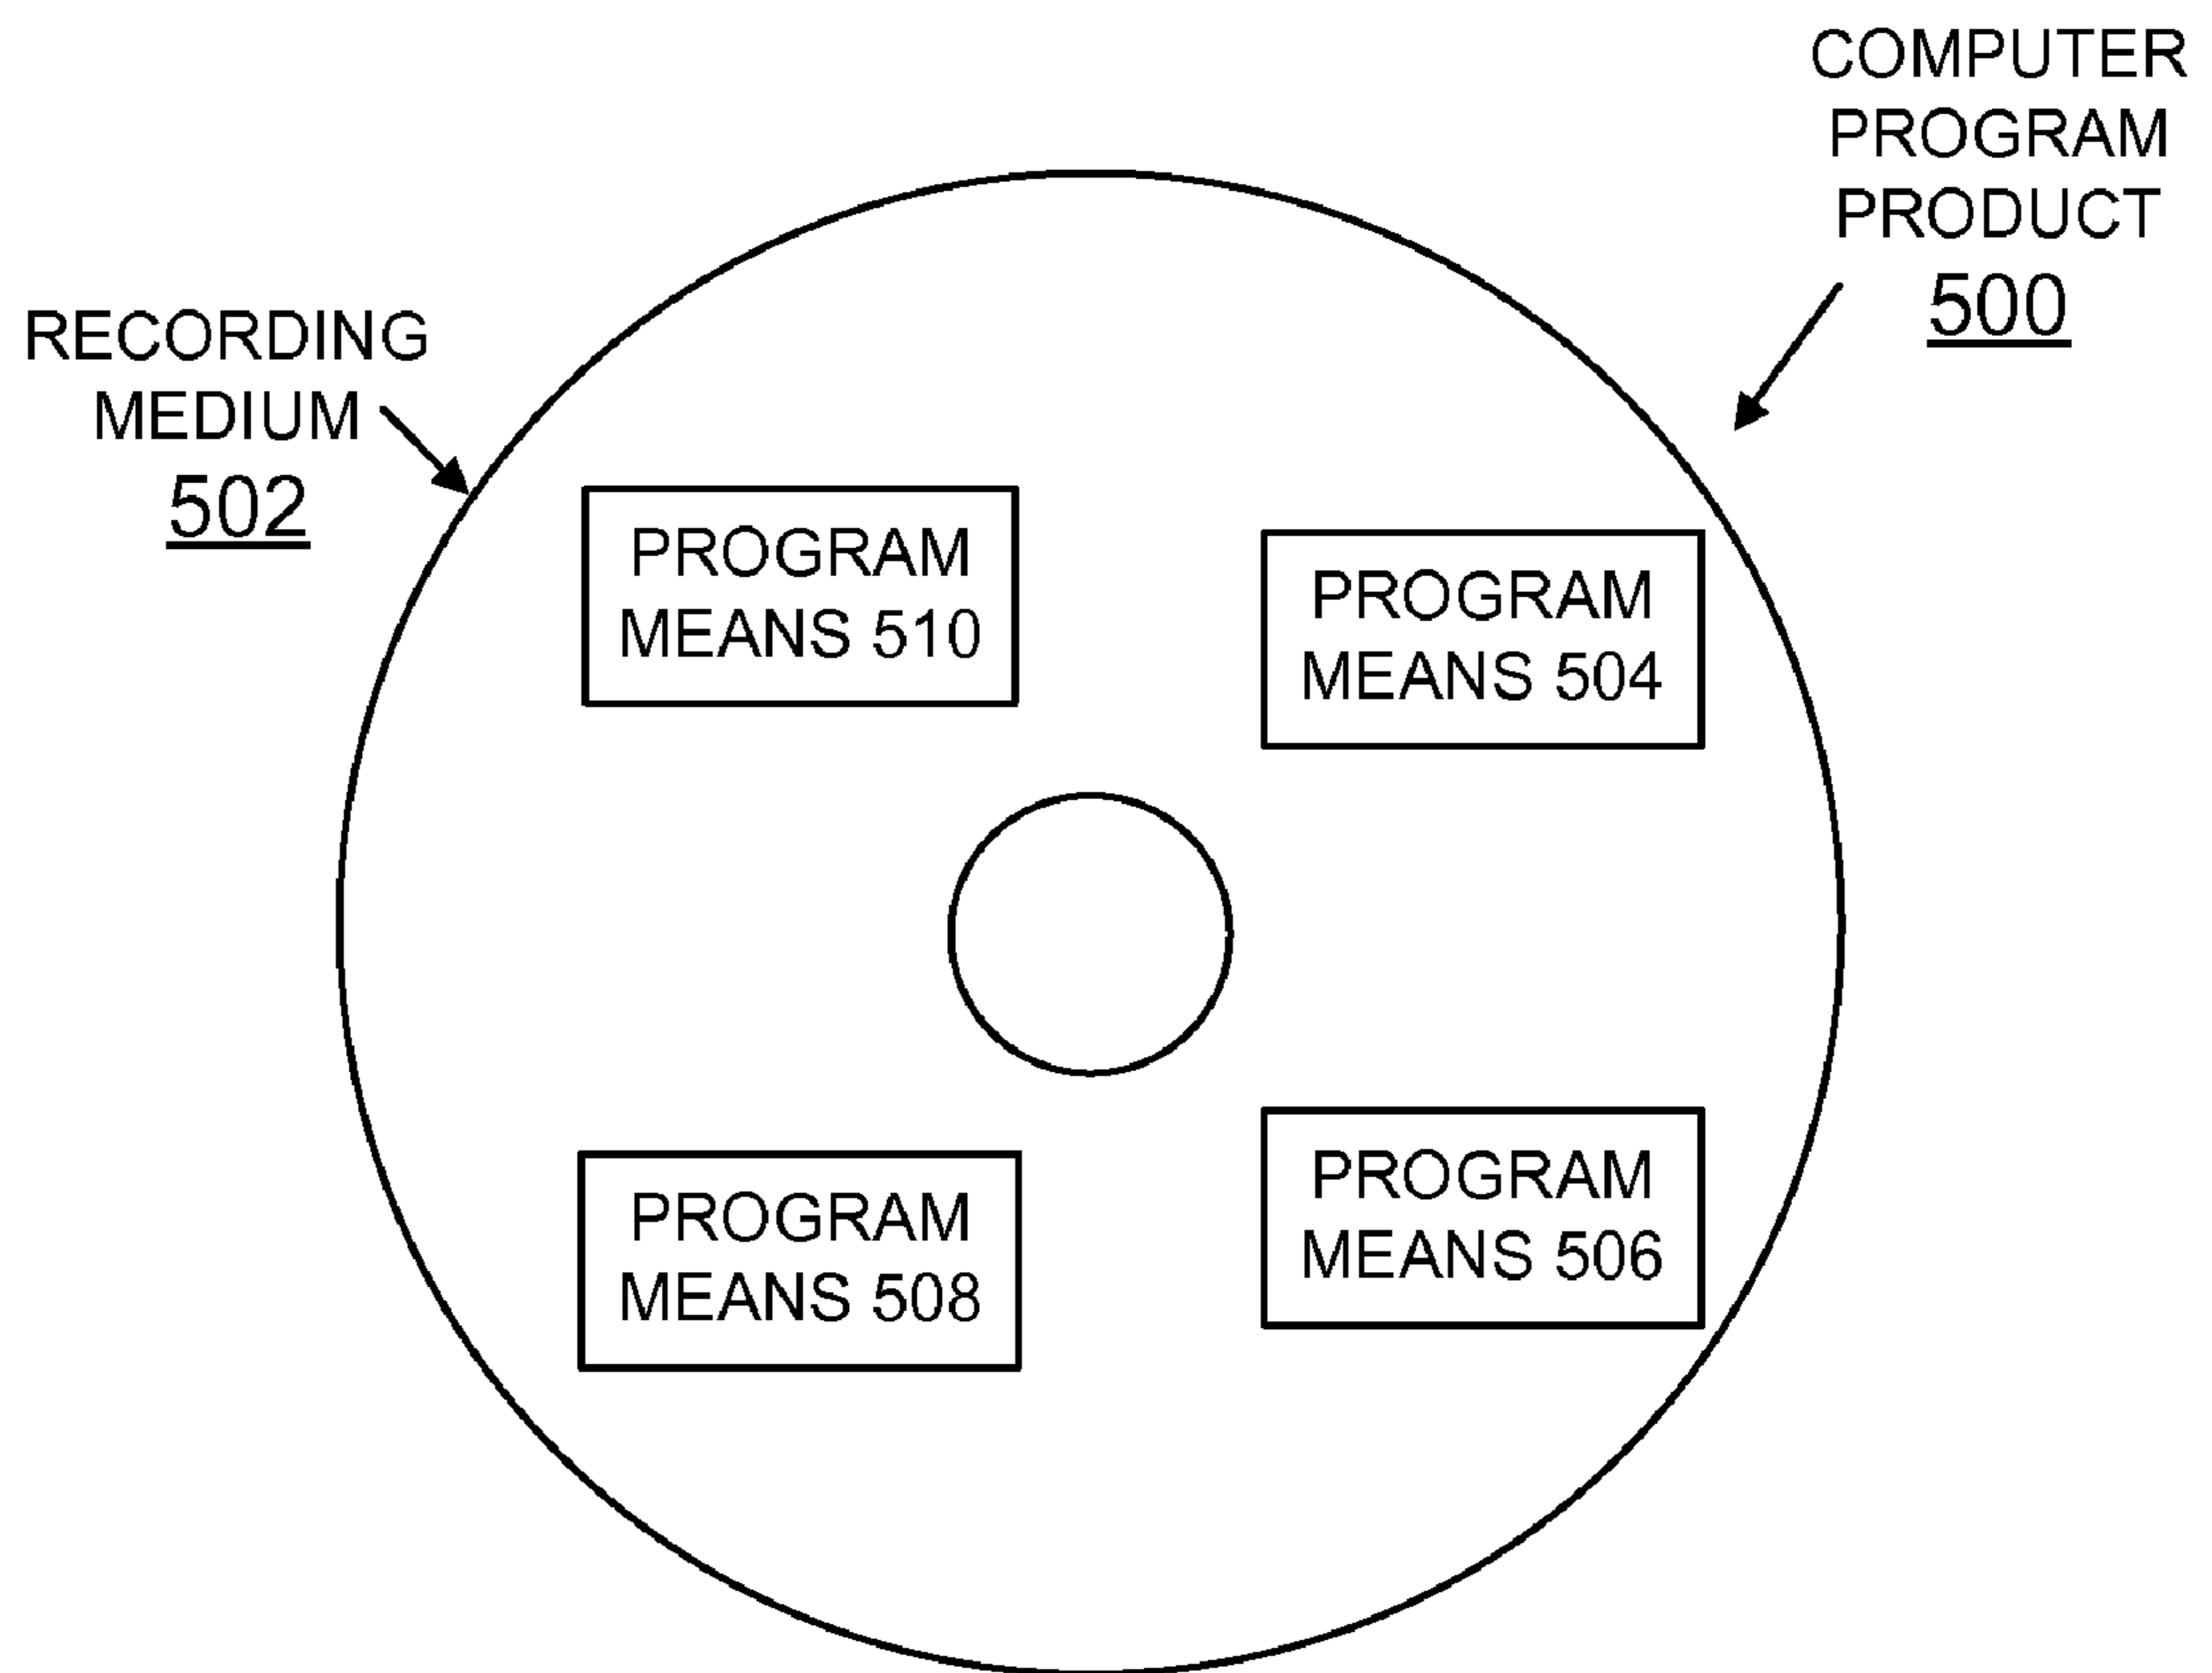 COMPUTER
PROGRAM
PRODUCT
500
RECORDING
MEDIUM
502
PROGRAM
MEANS 510
PROGRAM
MEANS 504
PROGRAM
MEANS 508
PROGRAM
MEANS 506